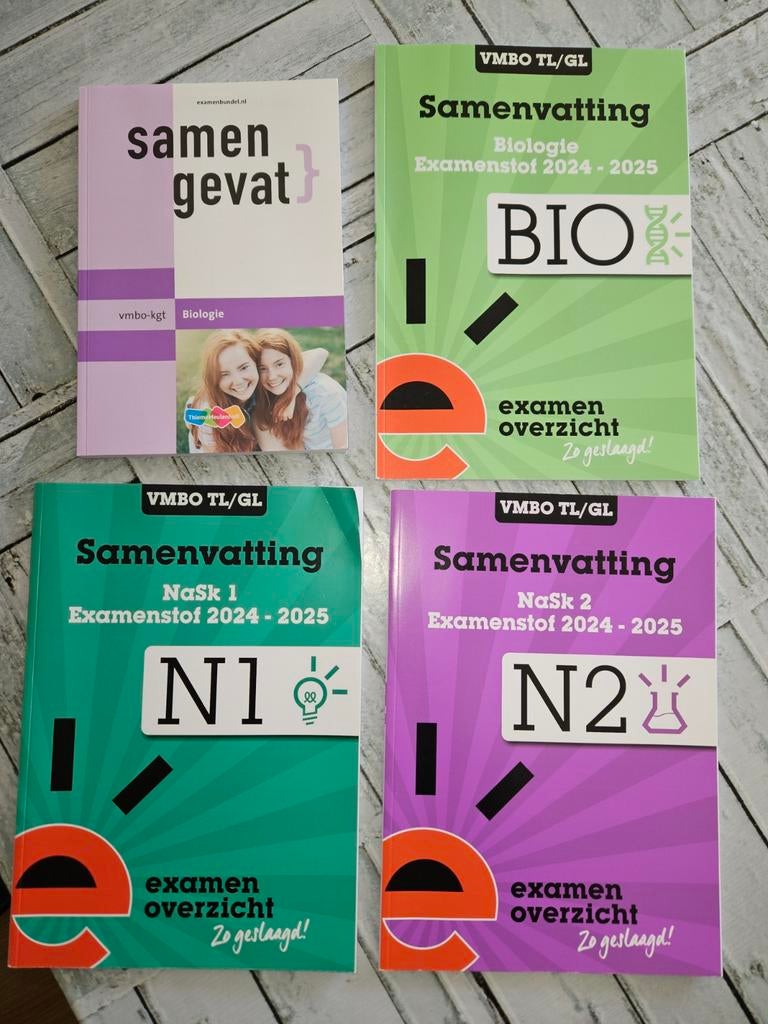 examenbundel.nl
samen
gevat}
vmbo-kgt
Biologie
ThiemeMeulenhoff
VMBO TL/GL
Samenvatting
Biologie
Examenstof 2024 - 2025
BIO
examen
overzicht
Zo geslaagd!
VMBO TL/GL
Samenvatting
NaSk 1
Examenstof 2024 - 2025
N1
examen
overzicht
Zo geslaagd!
VMBO TL/GL
Samenvatting
NaSk 2
Examenstof 2024 - 2025
N2
examen
overzicht
Zo geslaagd!